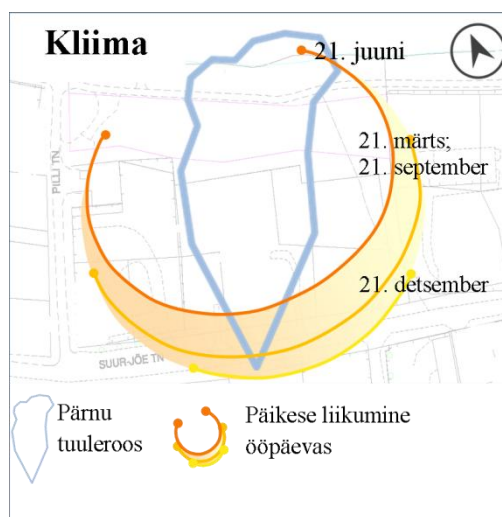 Kliima
21. juuni
21. märts;
21. september
PILLI TN
21. detsember
SUUR-JÕE TN
Pärnu
tuuleroos
Päikese liikumine
ööpäevas